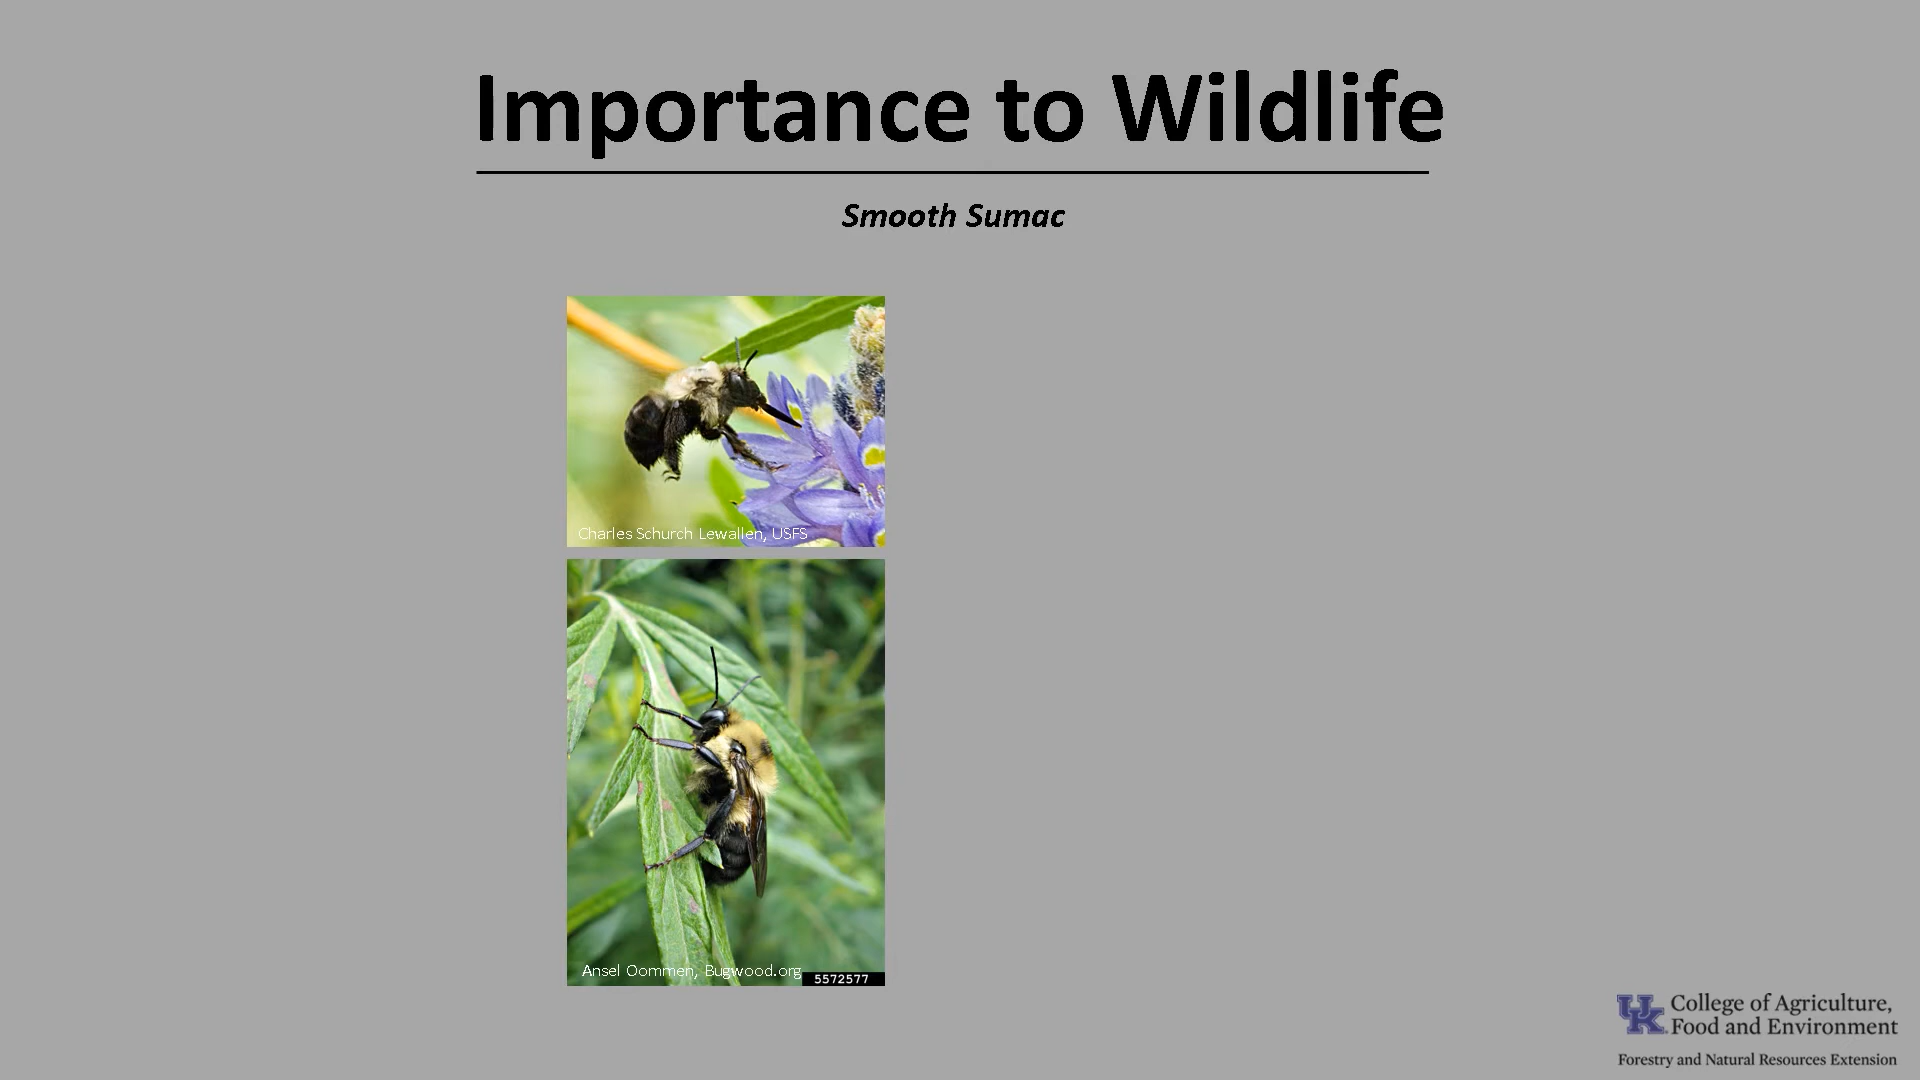 Importance to Wildlife
Smooth Sumac
Charles Schurch Lewallen, USFS
Ansel Oommen, Bugwood.org
5572577
UK College of Agriculture,
Food and Environment
Forestry and Natural Resources Extension